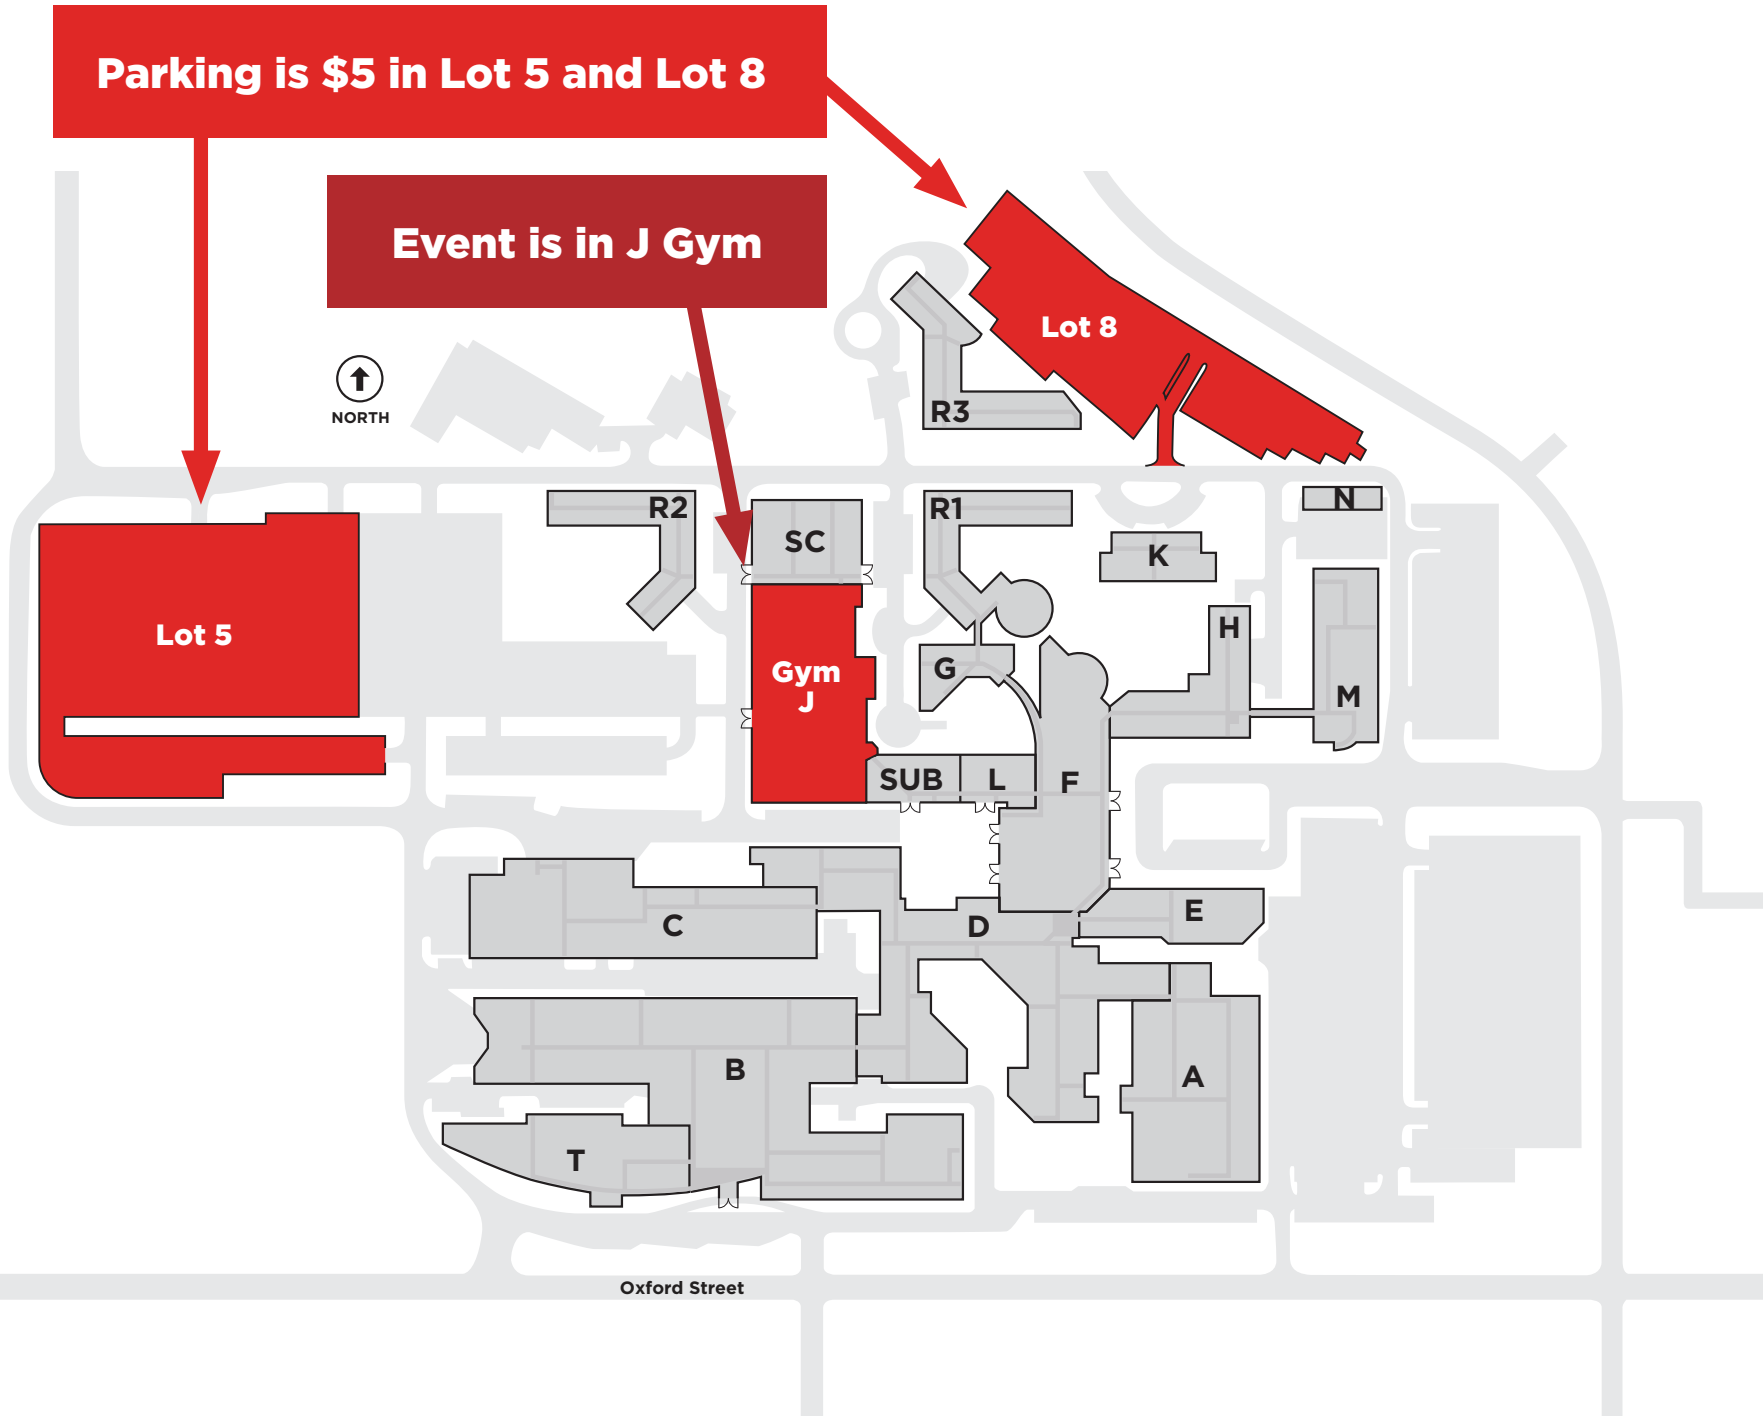 Parking is $5 in Lot 5 and Lot 8
Event is in J Gym
Lot 8
NORTH
R3
R2
SC
R1
N
K
Lot 5
H
Gym
J
G
M
SUB
L
F
C
D
E
B
A
T
Oxford Street